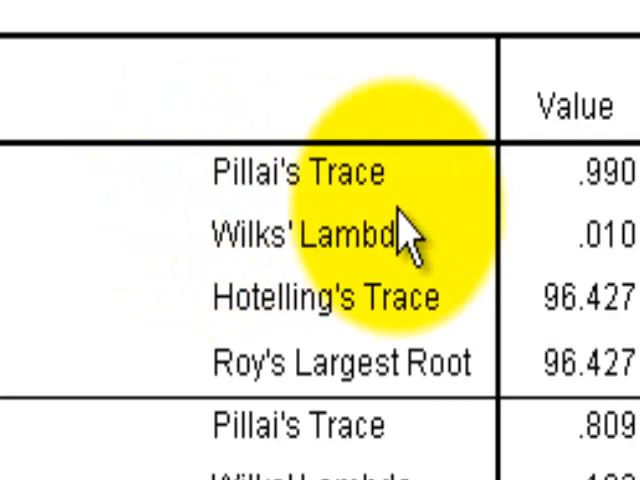 Value
Pillai's Trace .990
Wilks' Lambd .010
Hotelling's Trace 96.427
Roy's Largest Root 96.427
Pillai's Trace .809